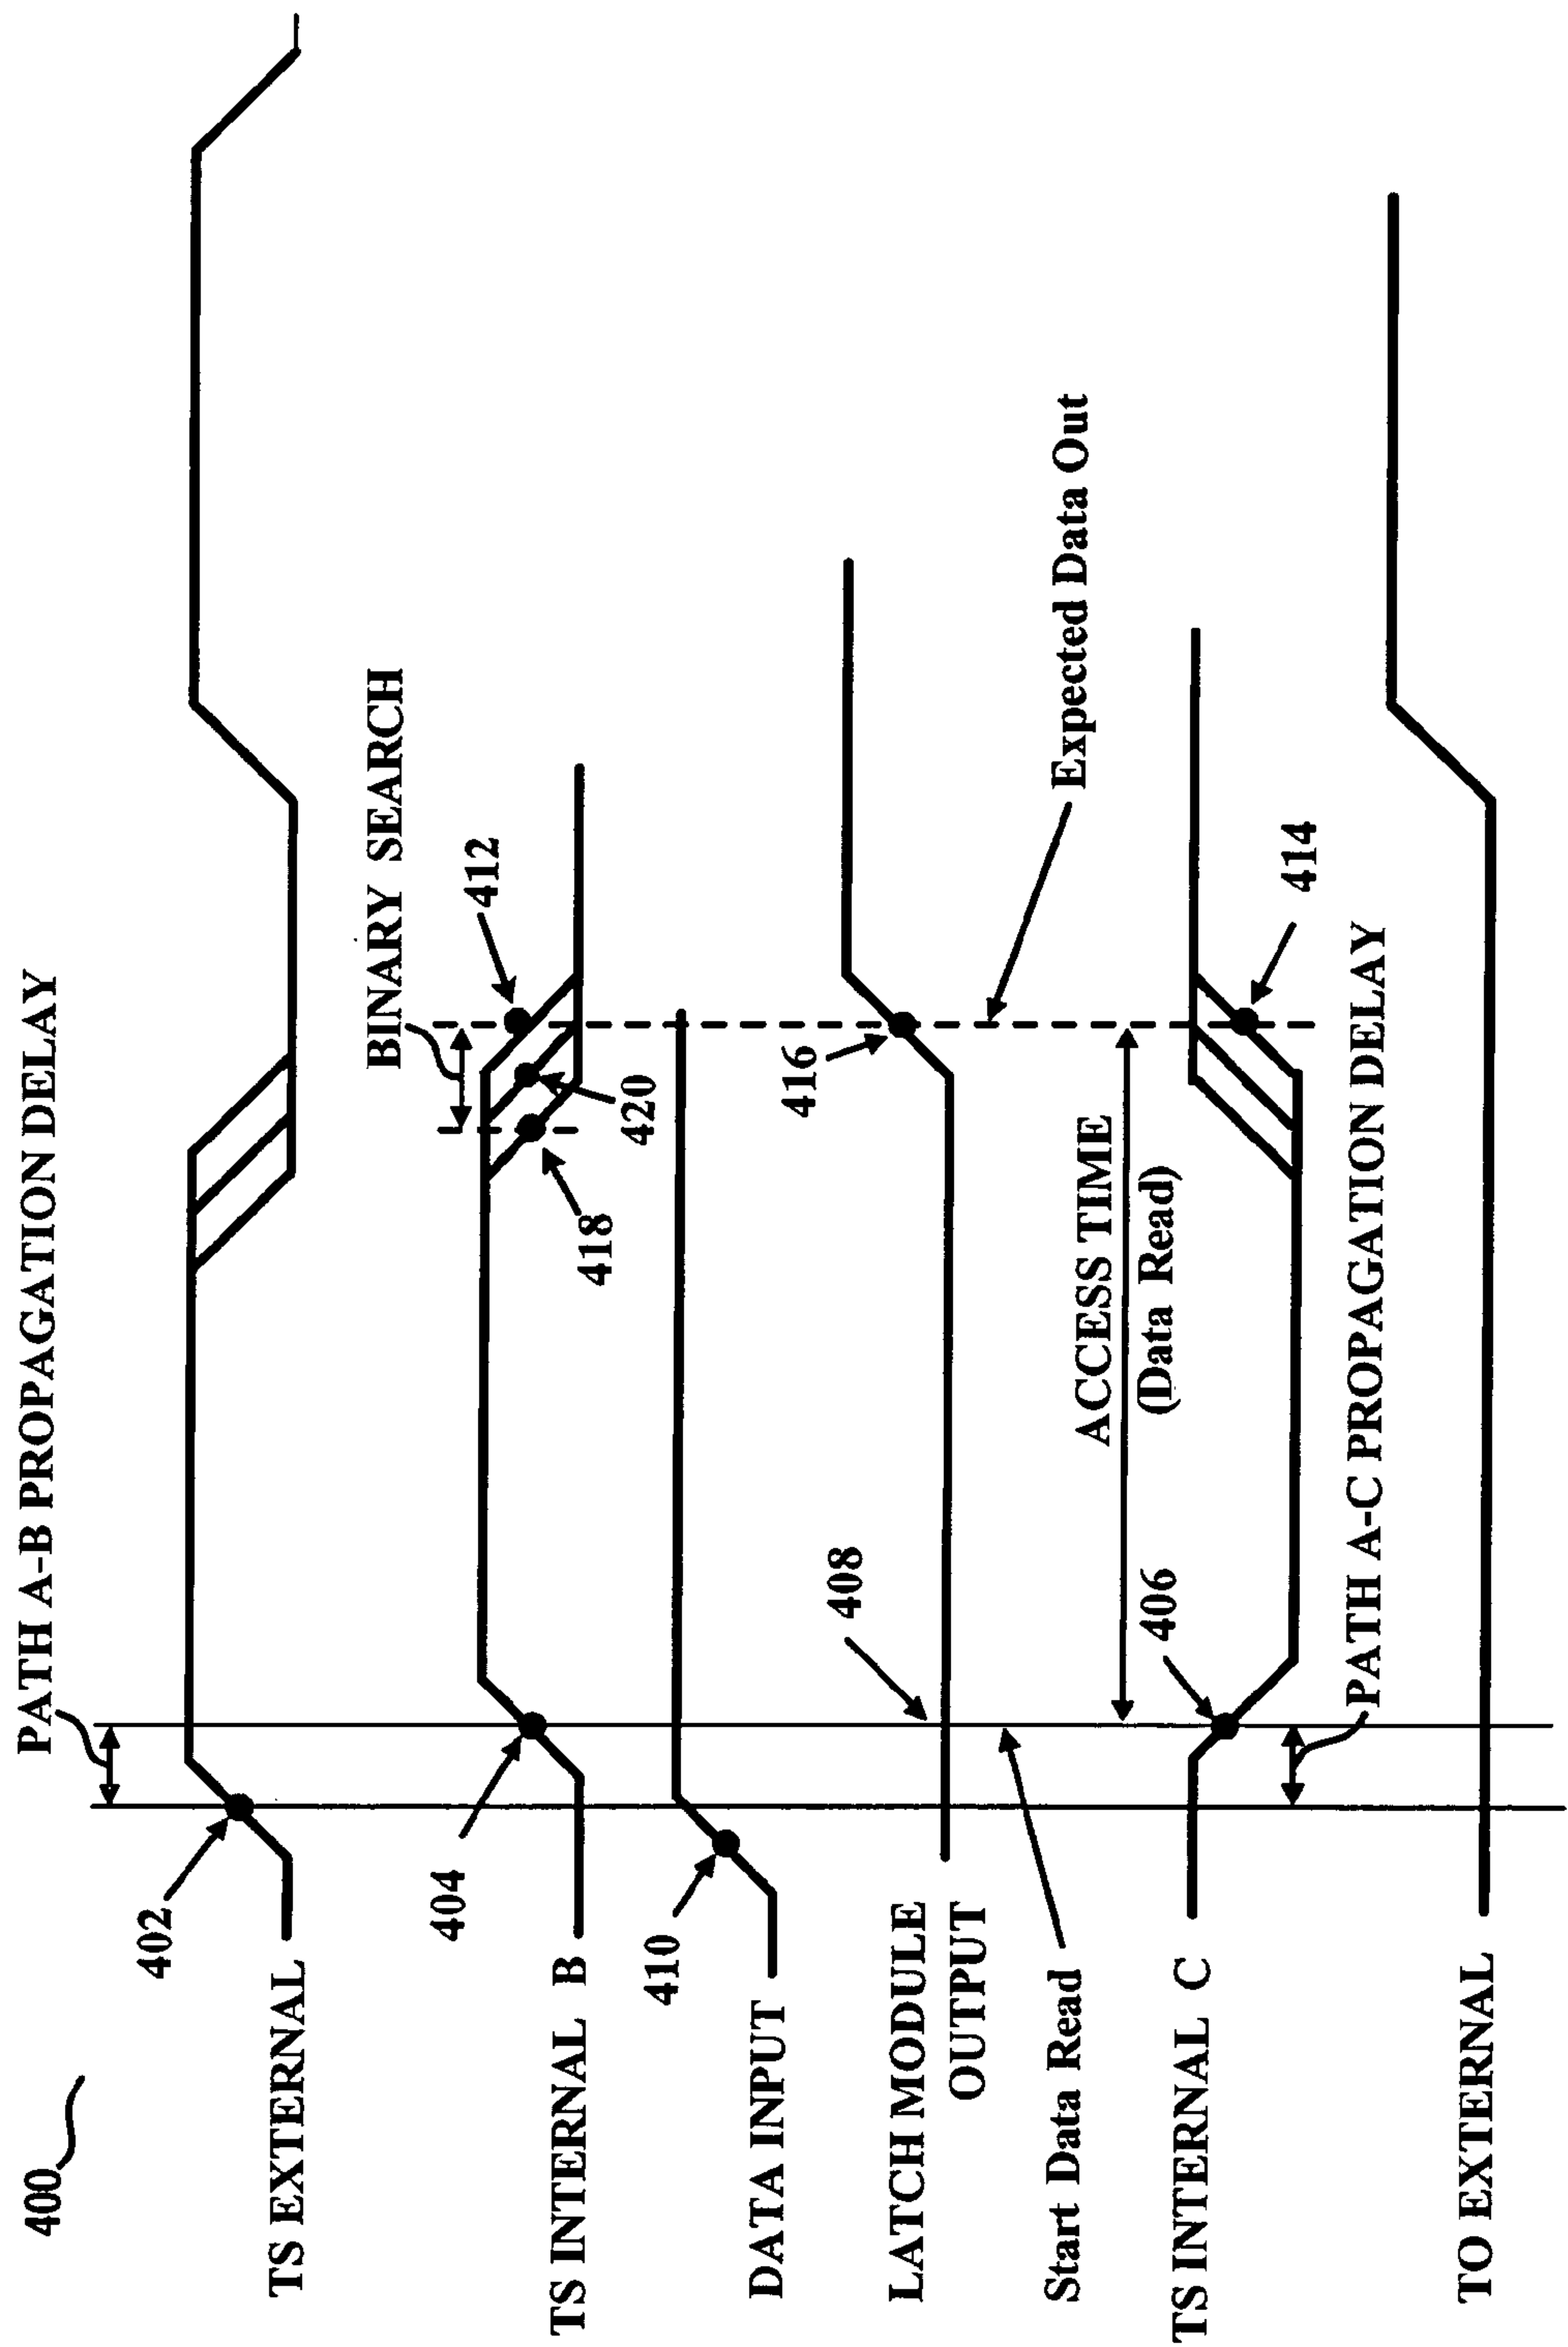 400
PATH A-B PROPAGATION DELAY
402
TS EXTERNAL
BINARY SEARCH
412
404
TS INTERNAL B
418
420
410
DATA INPUT
416
408
LATCH MODULE
OUTPUT
Expected Data Out
Start Data Read
ACCESS TIME
(Data Read)
406
TS INTERNAL C
414
PATH A-C PROPAGATION DELAY
TO EXTERNAL